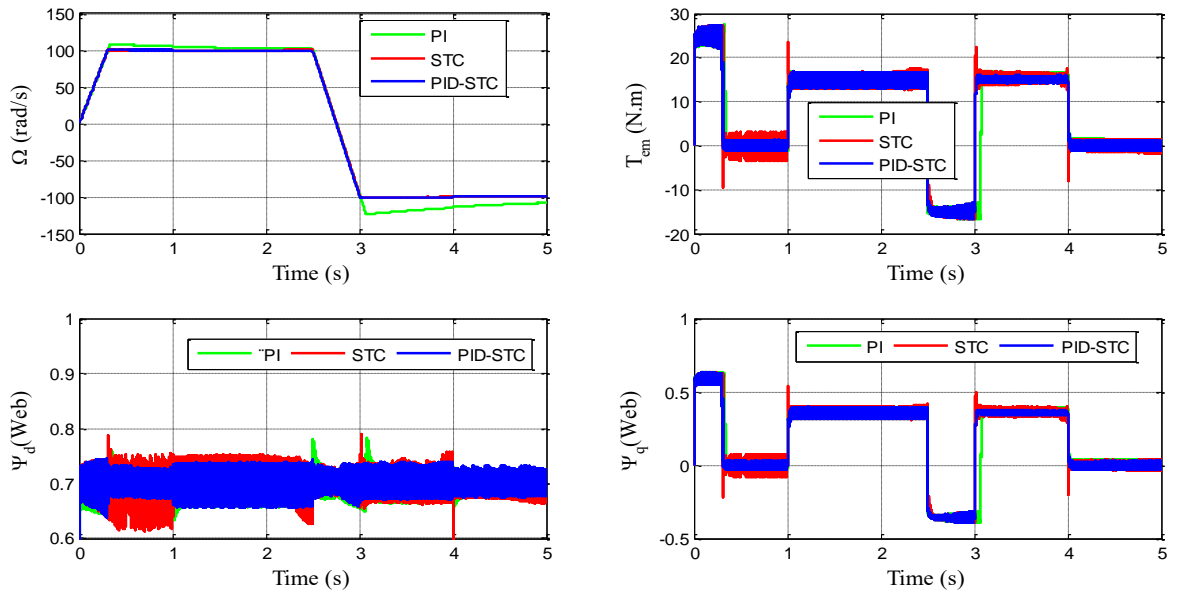 150
100
50
0
-50
-100
-150
0
1
2
3
4
5
Ω (rad/s)
Time (s)
PI
STC
PID-STC
30
20
10
0
-10
-20
0
1
2
3
4
5
T_em (N.m)
Time (s)
PI
STC
PID-STC
1
0.9
0.8
0.7
0.6
0
1
2
3
4
5
Ψ_d(Web)
Time (s)
¨PI
STC
PID-STC
1
0.5
0
-0.5
0
1
2
3
4
5
Ψ_q(Web)
Time (s)
PI
STC
PID-STC